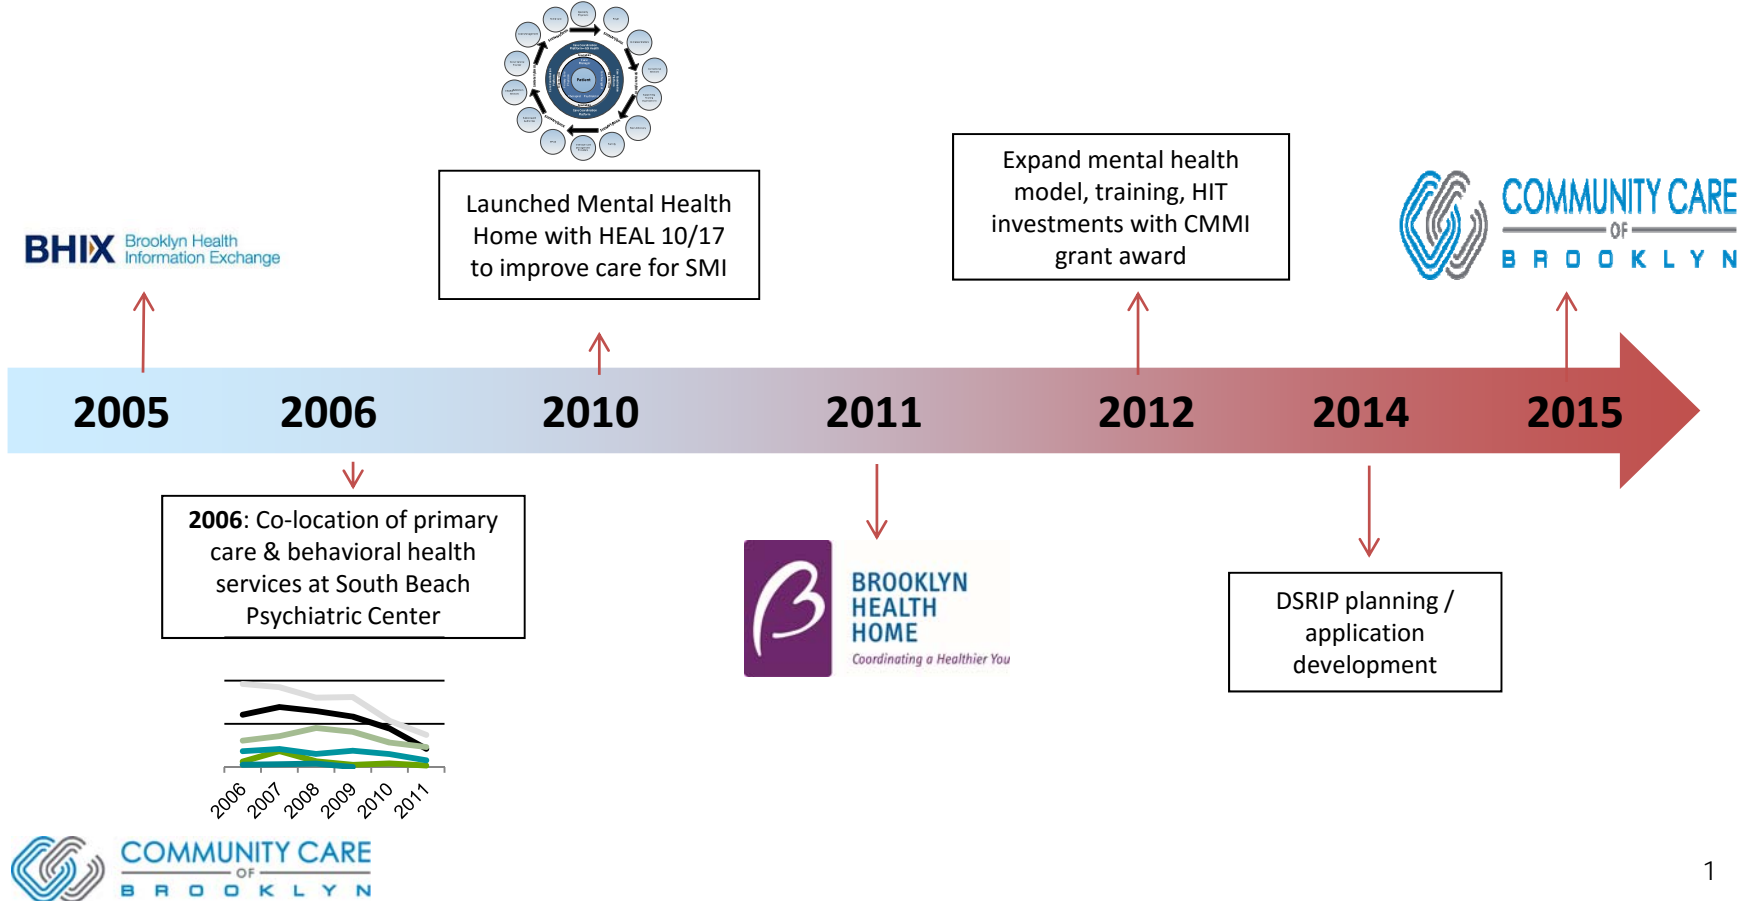 Patient
BHIX Brooklyn Health
Information Exchange
Launched Mental Health
Home with HEAL 10/17
to improve care for SMI
Expand mental health
model, training, HIT
investments with CMMI
grant award
COMMUNITY CARE
OF
BROOKLYN
2005 2006 2010 2011 2012 2014 2015
2006: Co-location of primary
care & behavioral health
services at South Beach
Psychiatric Center
BROOKLYN
HEALTH
HOME
Coordinating a Healthier You
DSRIP planning /
application
development
2006 2007 2008 2009 2010 2011
COMMUNITY CARE
OF
BROOKLYN
1